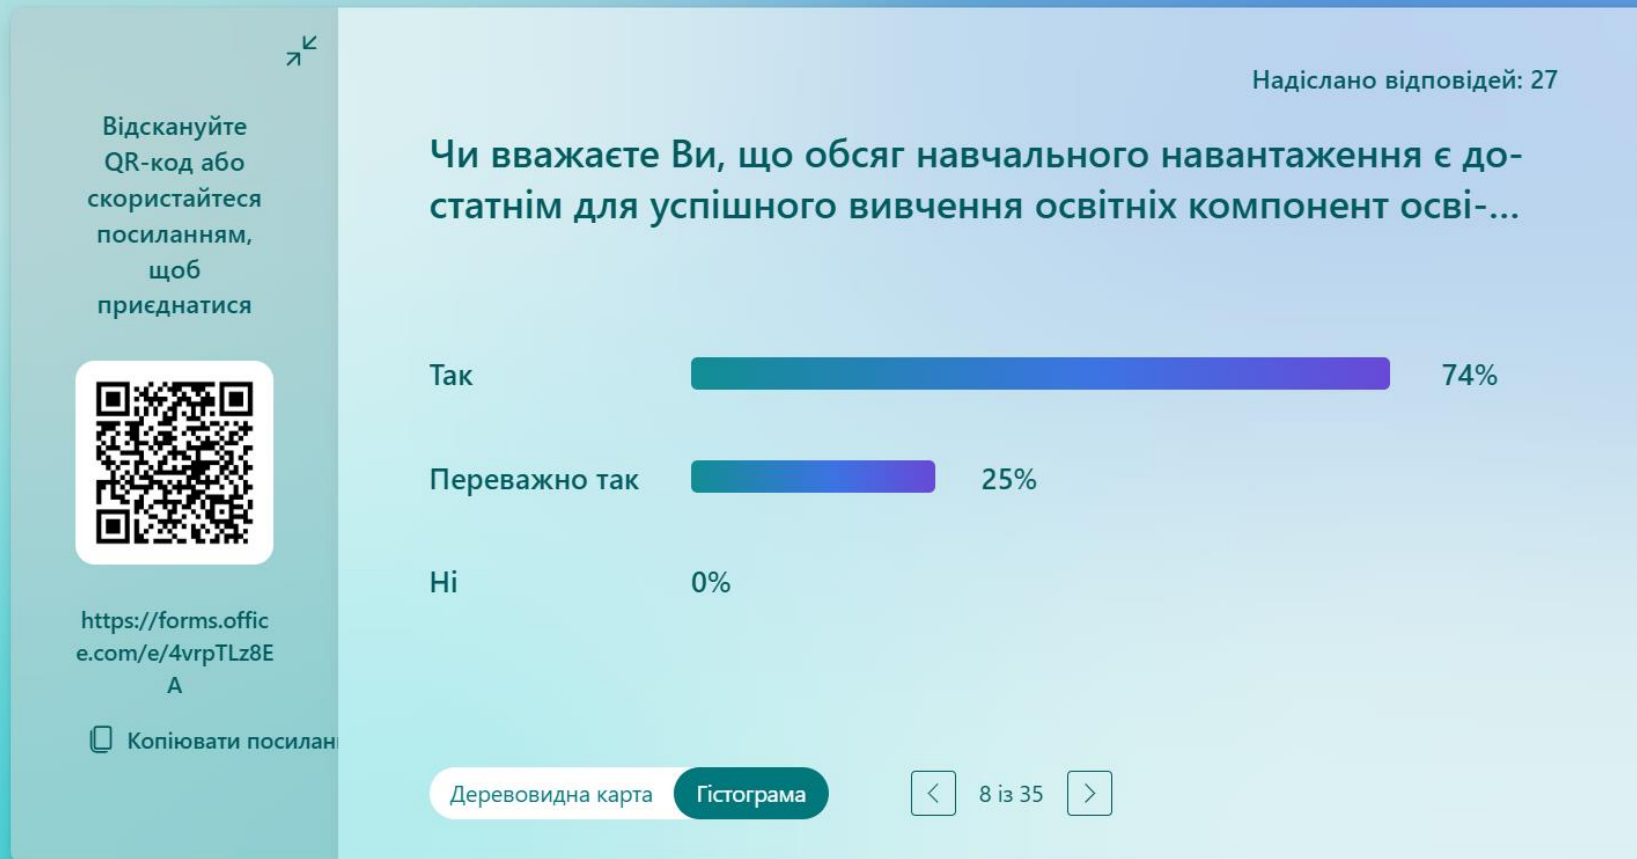 Відскануйте
QR-код або
скористайтеся
посиланням,
щоб
приєднатися
https://forms.offic
e.com/e/4vrpTLz8E
A
Копіювати посилан
Надіслано відповідей: 27
Чи вважаєте Ви, що обсяг навчального навантаження є до-
статнім для успішного вивчення освітніх компонент осві-...
Так 74%
Переважно так 25%
Ні 0%
Деревовидна карта Гістограма 8 із 35